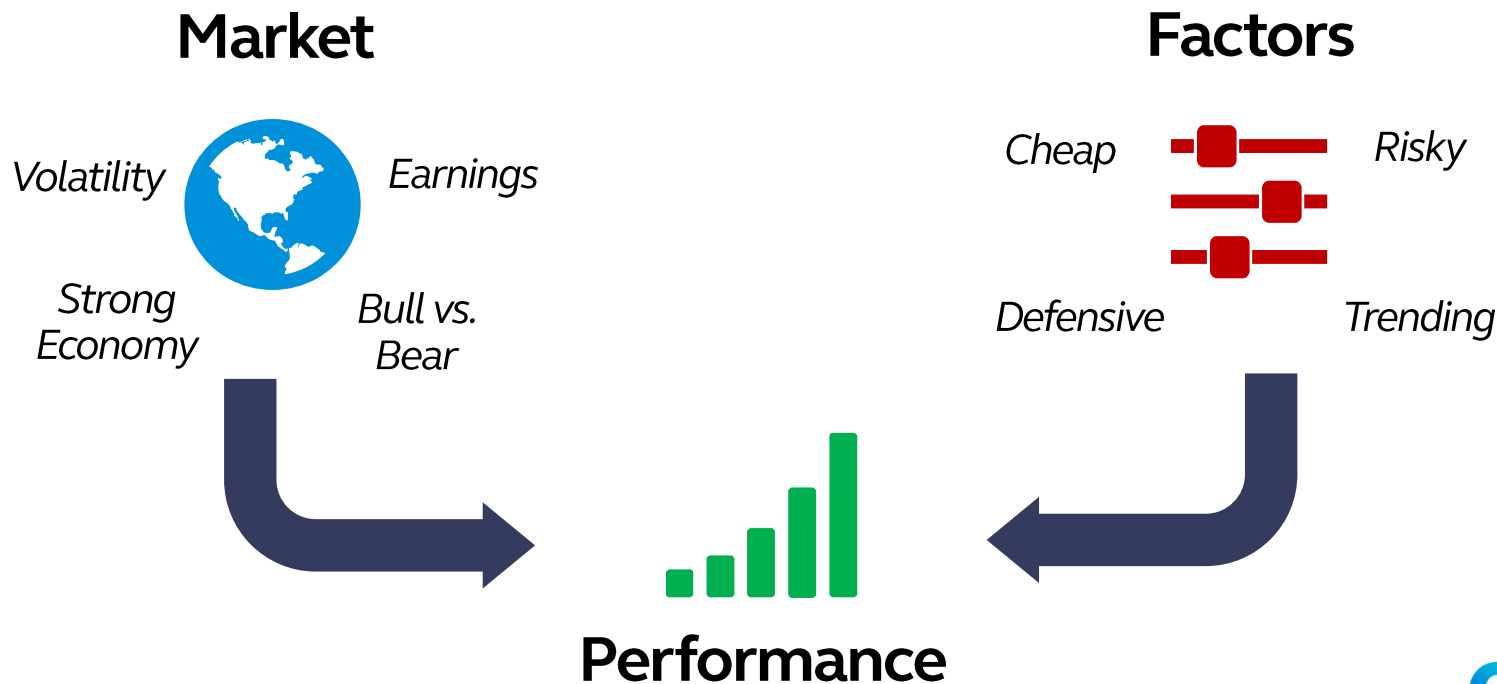 Market
Factors
Volatility
Earnings
Strong
Economy
Bull vs.
Bear
Cheap
Risky
Defensive
Trending
Performance